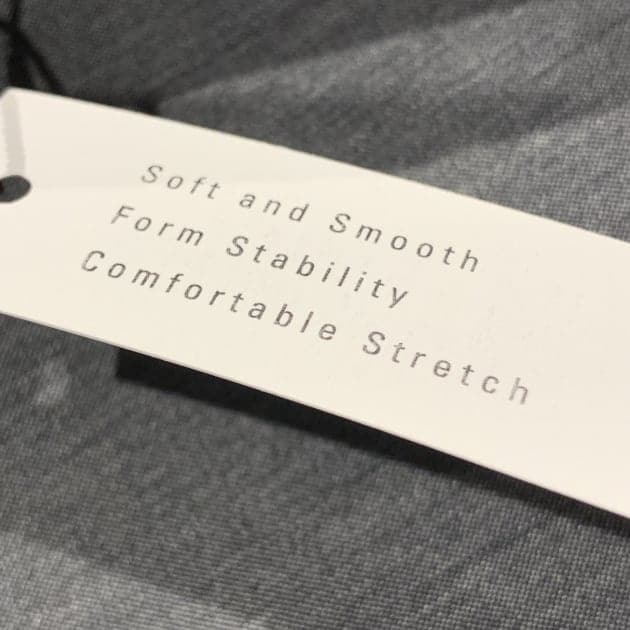 Soft and Smooth
Form Stability
Comfortable Stretch